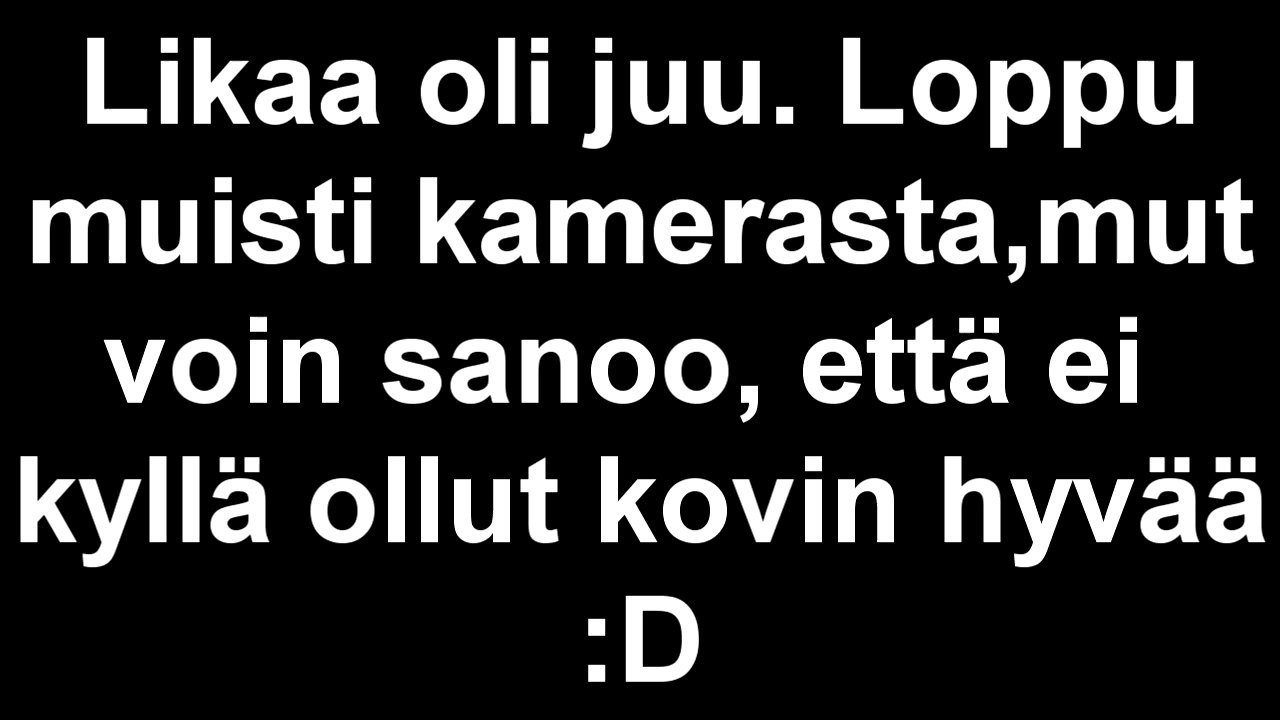 Likaa oli juu. Loppu
muisti kamerasta,mut
voin sanoo, että ei
kyllä ollut kovin hyvää
:D